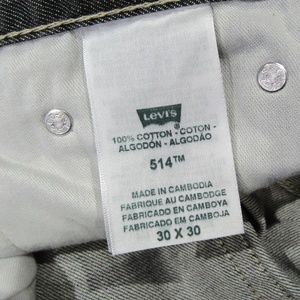 Levi's
100% COTTON - COTON -
ALGODÓN - ALGODÃO
514™
MADE IN CAMBODIA
FABRIQUE AU CAMBODGE
FABRICADO EN CAMBOYA
FABRICADO EM CAMBOJA
30 X 30